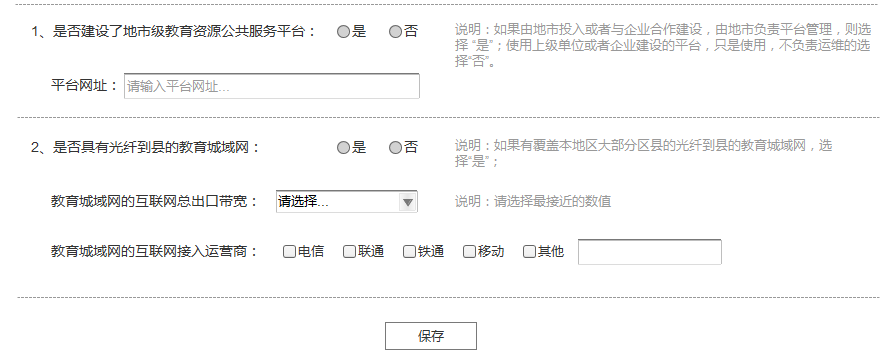 1、是否建设了地市级教育资源公共服务平台： 是 否 说明：如果由地市投入或者与企业合作建设，由地市负责平台管理，则选
择 “是”；使用上级单位或者企业建设的平台，只是使用，不负责运维的选
择“否”。
平台网址： 请输入平台网址...
2、是否具有光纤到县的教育城域网： 是 否 说明：如果有覆盖本地区大部分区县的光纤到县的教育城域网，选
择“是”；
教育城域网的互联网总出口带宽： 请选择... 说明：请选择最接近的数值
教育城域网的互联网接入运营商： 电信 联通 铁通 移动 其他
保存